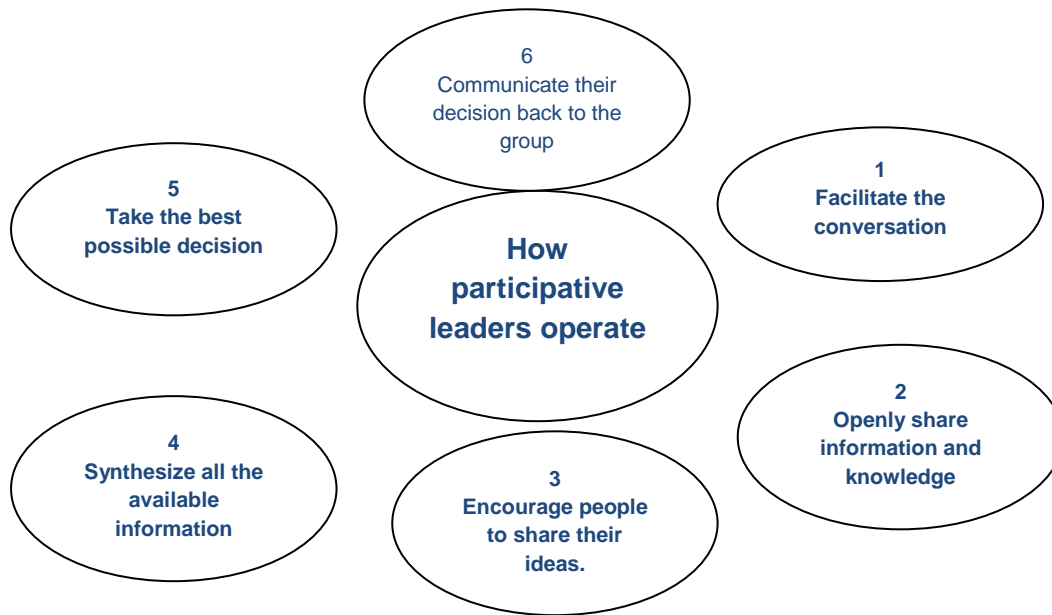 6
Communicate their
decision back to the
group
1
Facilitate the
conversation
5
Take the best
possible decision
How
participative
leaders operate
2
Openly share
information and
knowledge
4
Synthesize all the
available
information
3
Encourage people
to share their
ideas.